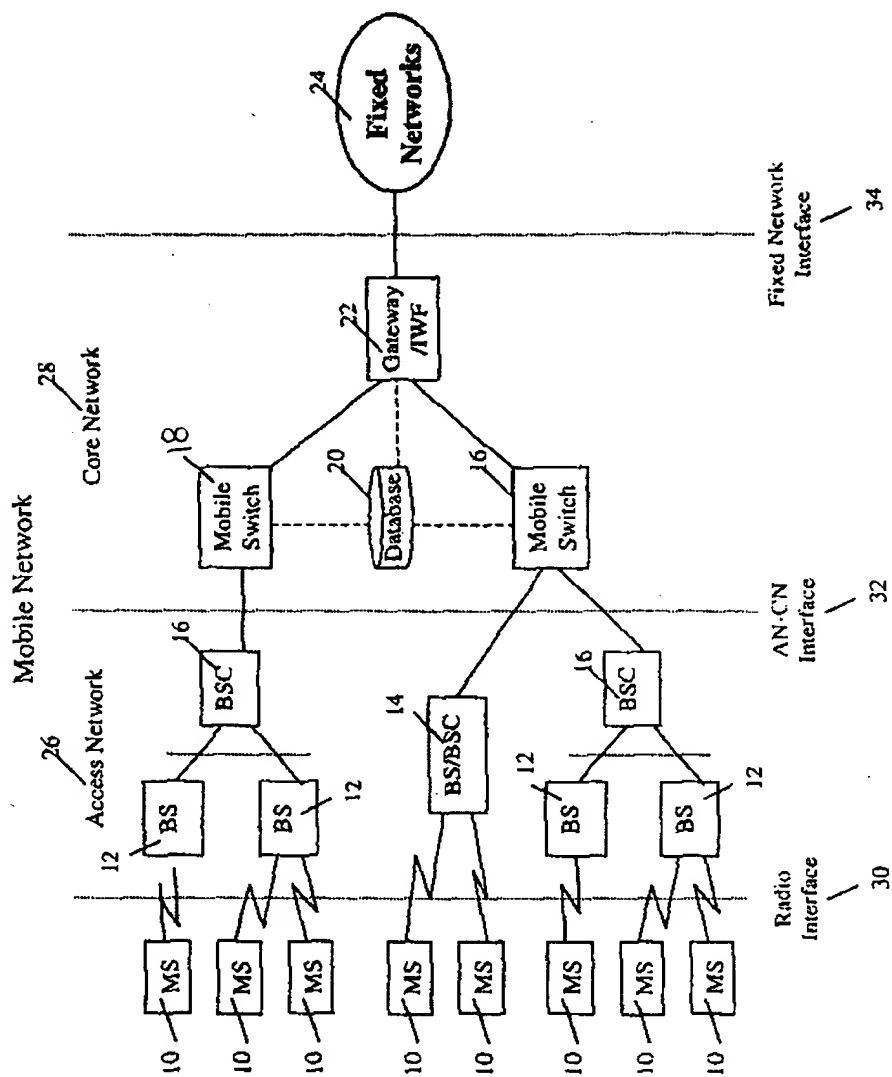 Mobile Network
26
Access Network
28
Core Network
10
MS
12
BS
16
BSC
18
Mobile
Switch
10
MS
BS
12
10
MS
20
Database
22
Gateway
/IWF
24
Fixed
Networks
10
MS
14
BS/BSC
16
Mobile
Switch
10
MS
10
MS
12
BS
16
BSC
10
MS
BS
12
10
MS
Radio
Interface
30
AN-CN
Interface
32
Fixed Network
Interface
34